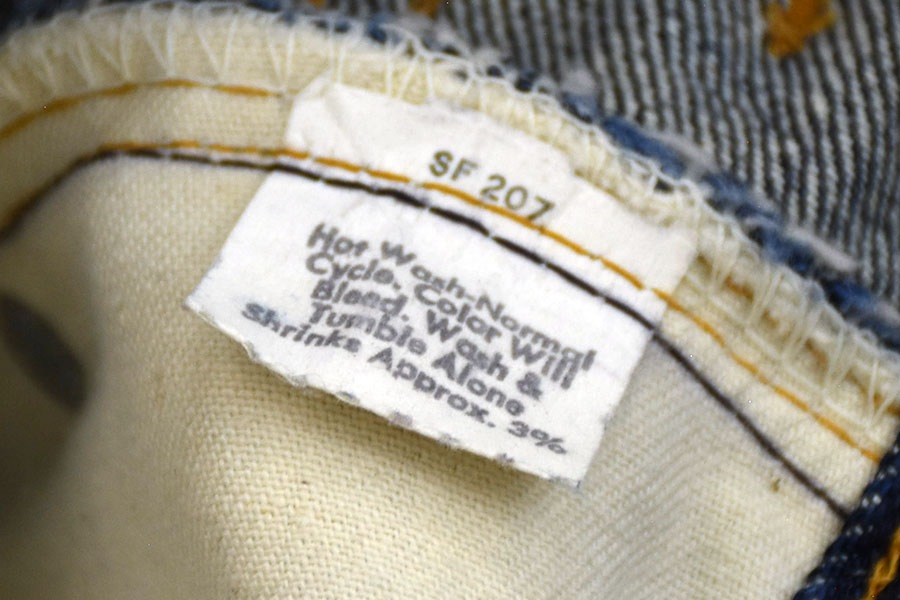 SF 207
Hot Wash-Normal
Cycle. Color Will
Bleed. Wash &
Tumble Alone
Shrinks Approx. 3%